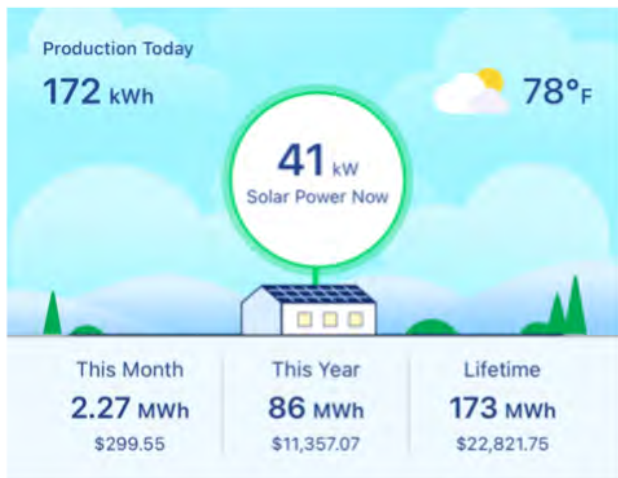 Production Today
172 kWh
78°F
41 kW
Solar Power Now
This Month
2.27 MWh
$299.55
This Year
86 MWh
$11,357.07
Lifetime
173 MWh
$22,821.75